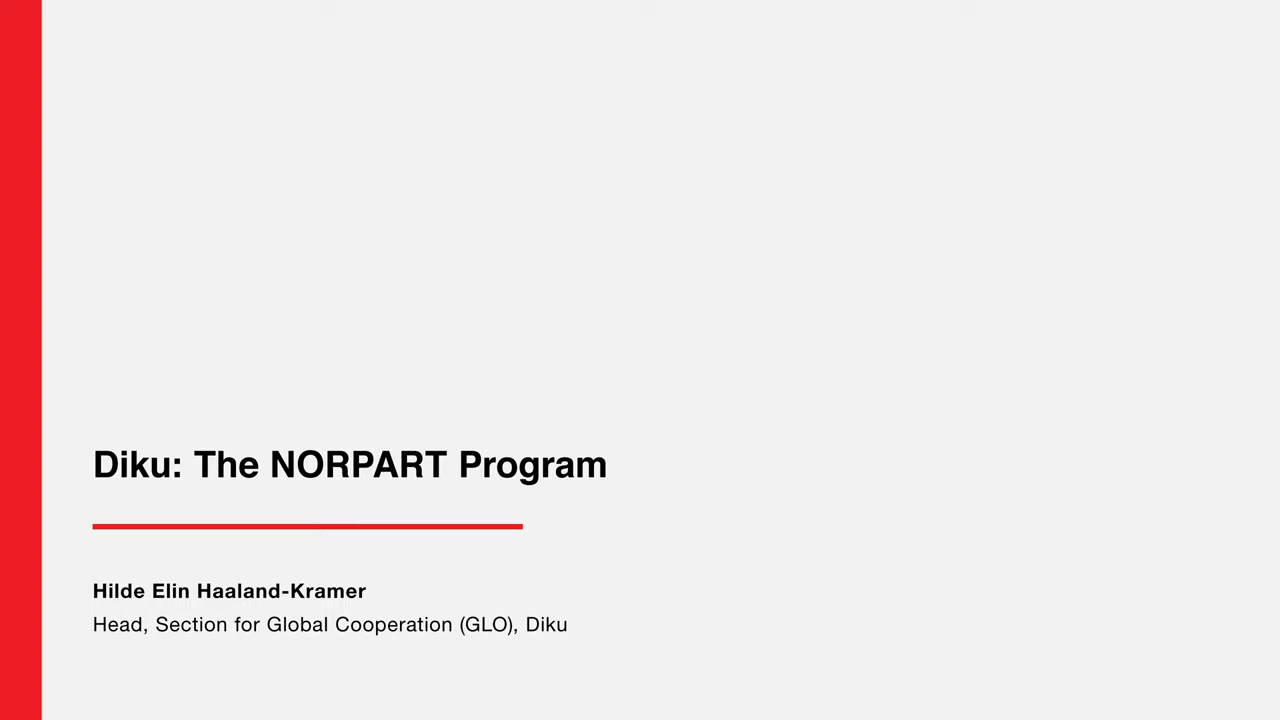 Diku: The NORPART Program
Hilde Elin Haaland-Kramer
Head, Section for Global Cooperation (GLO), Diku